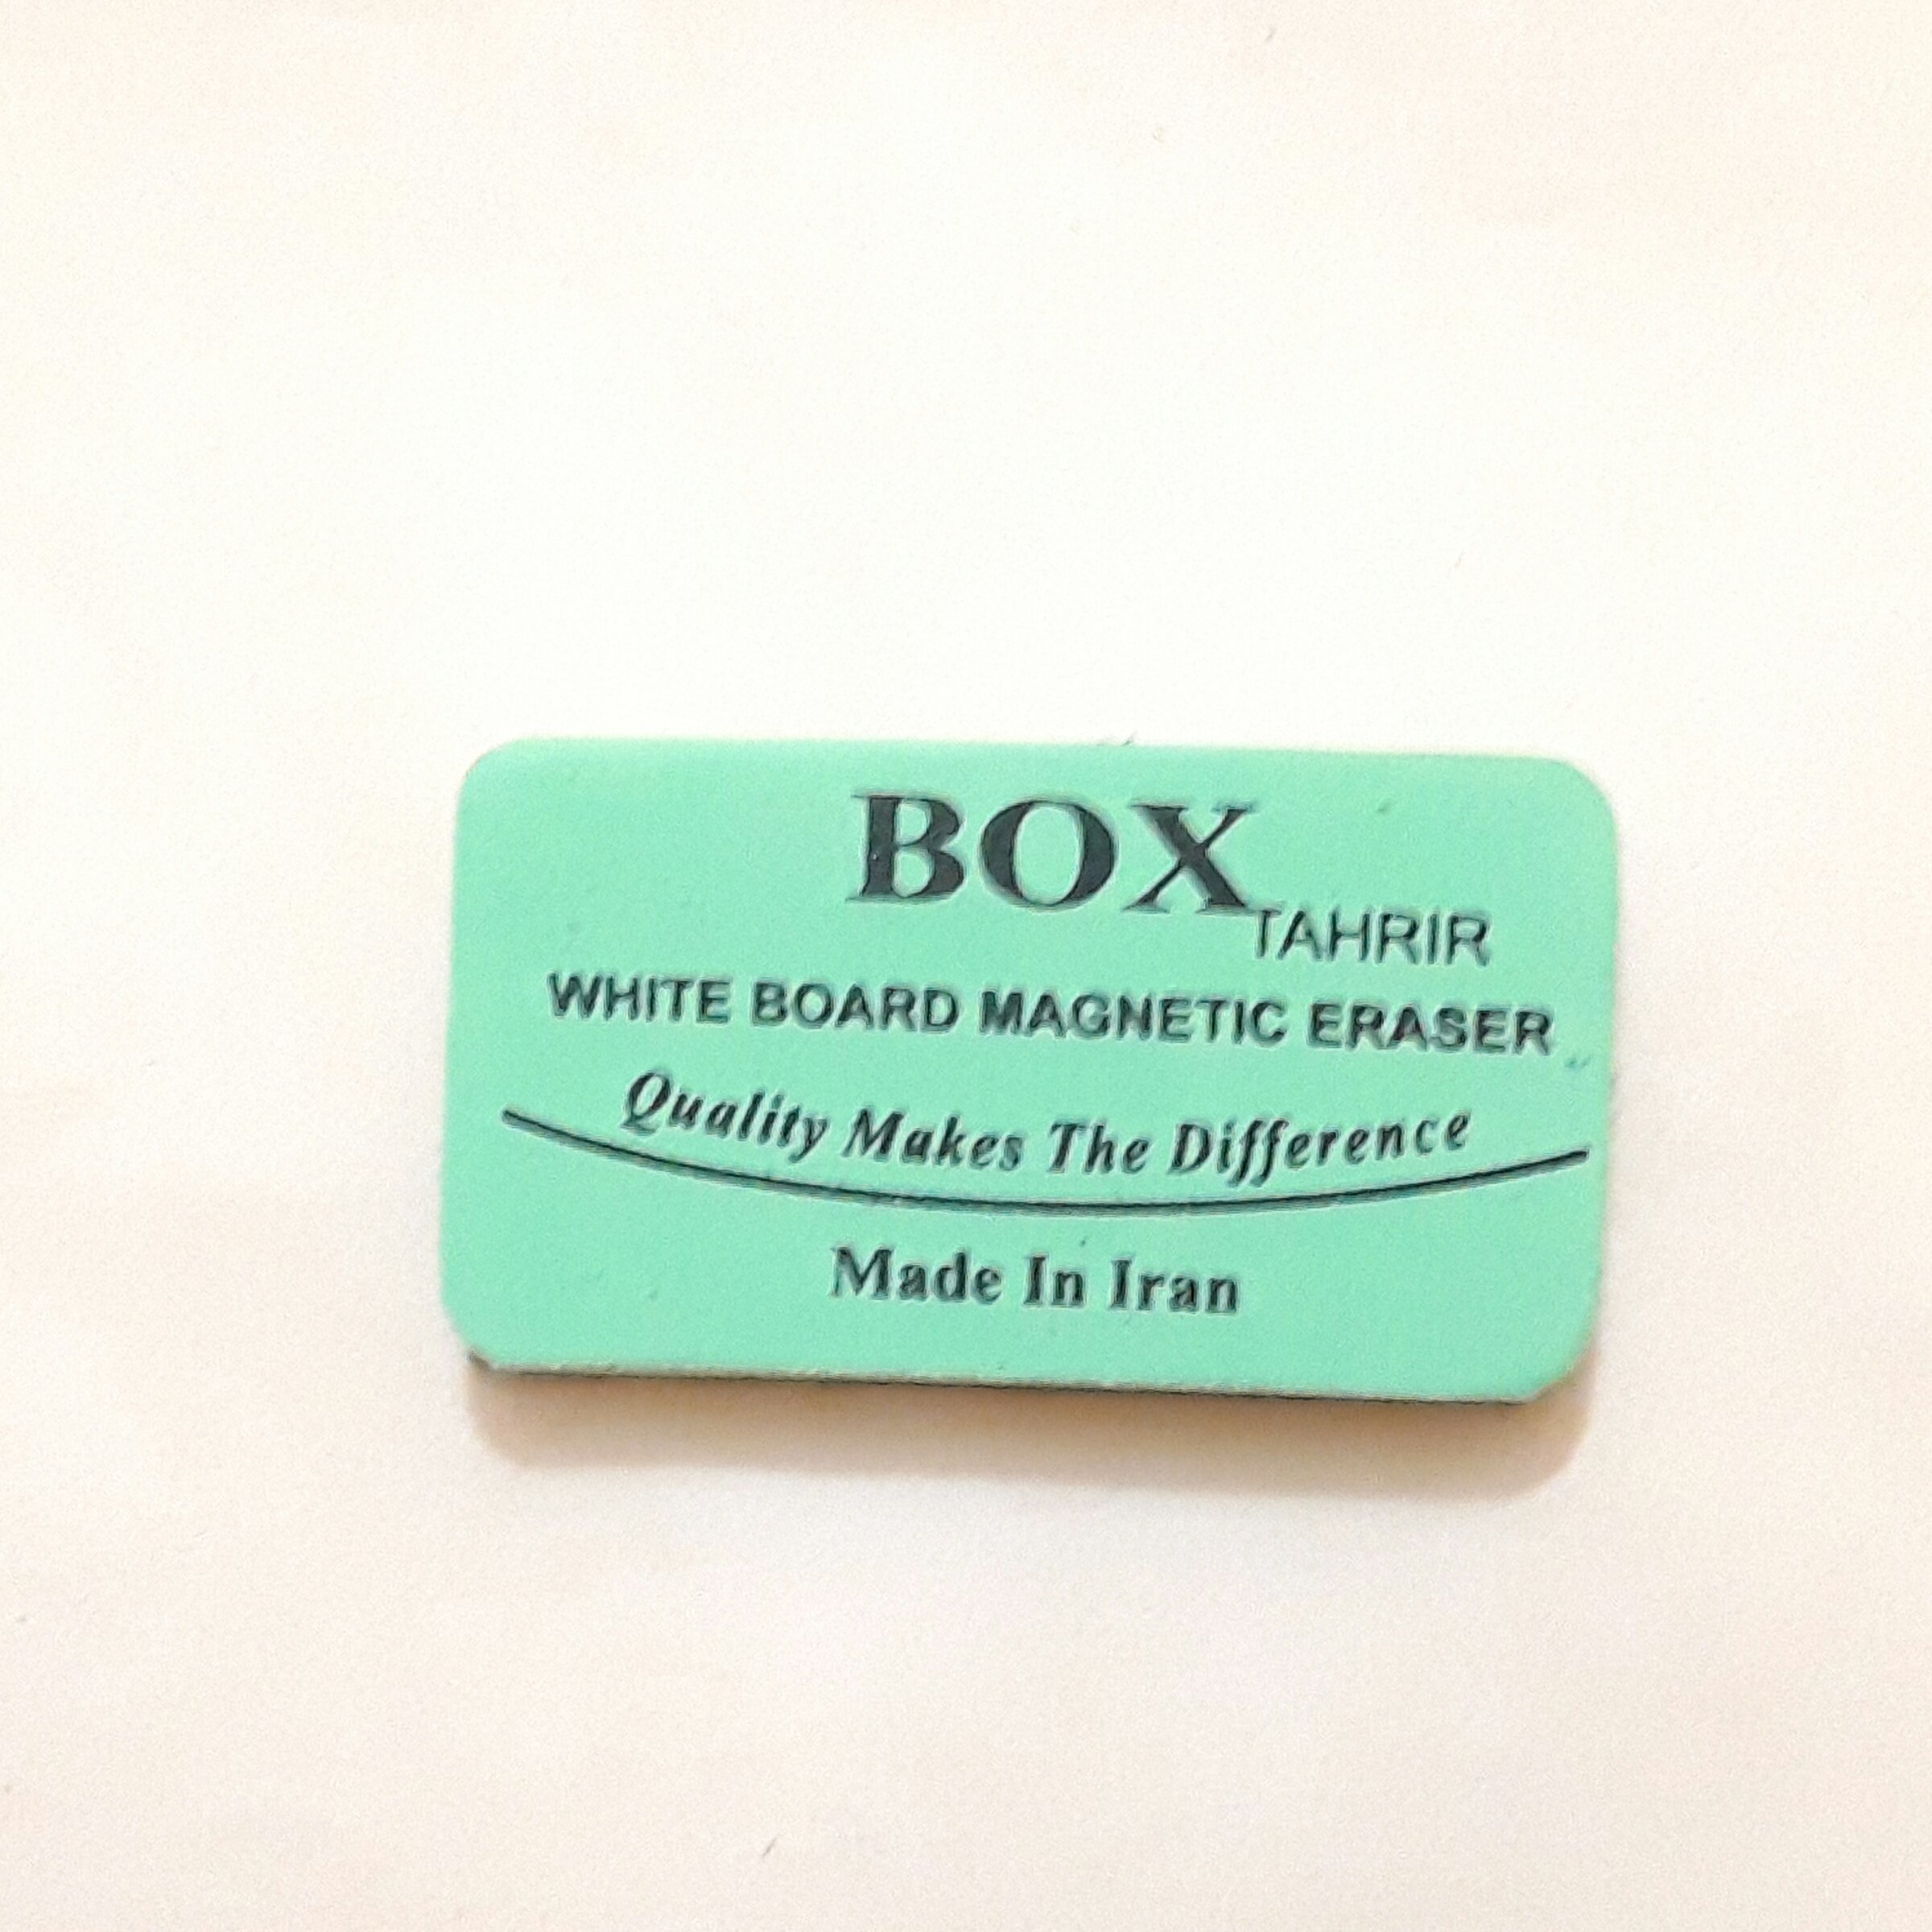 BOX
TAHRIR
WHITE BOARD MAGNETIC ERASER
Quality Makes The Difference
Made In Iran